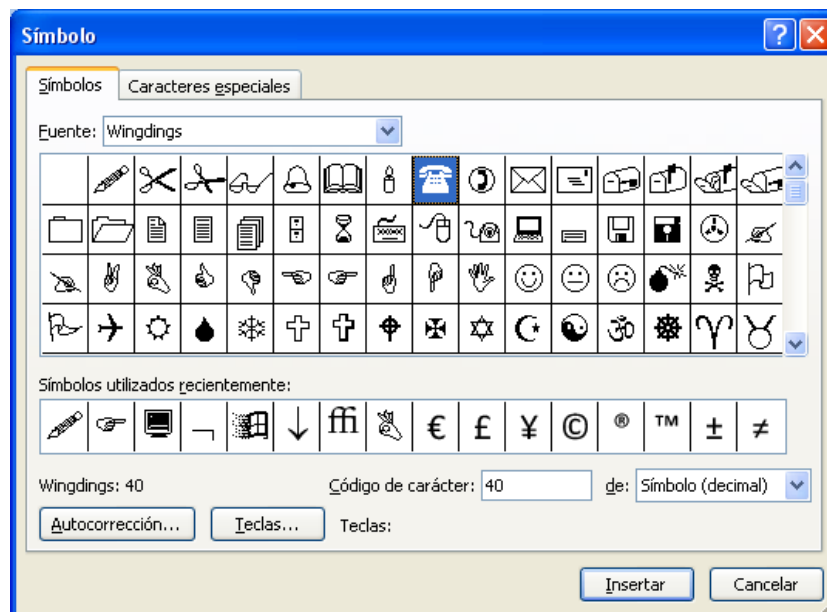 Símbolo
Símbolos
Caracteres especiales
Fuente: Wingdings
Símbolos utilizados recientemente:
ffi € £ ¥ © ® ™ ± ≠
Wingdings: 40
Código de carácter: 40
de: Símbolo (decimal)
Autocorrección...
Teclas...
Teclas:
Insertar
Cancelar